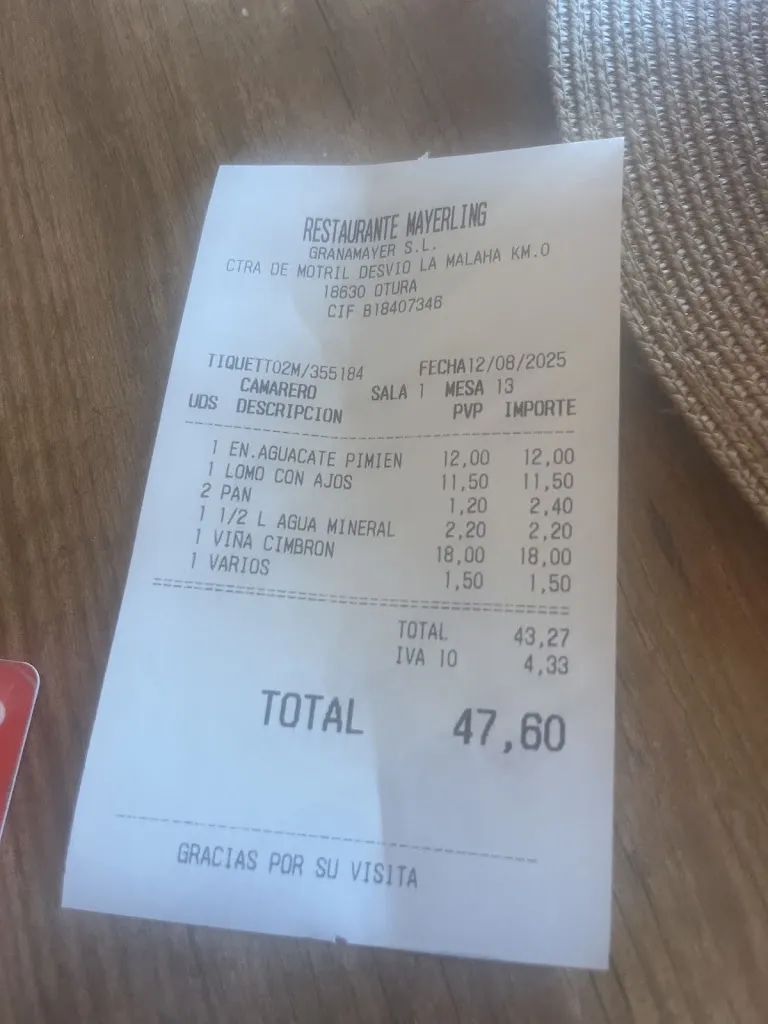 RESTAURANTE MAYERLING
GRANAMAYER S.L.
CTRA DE MOTRIL DESVIO LA MALAHA KM.0
18630 OTURA
CIF B18407346
TIQUETT02M/355184 FECHA12/08/2025
CAMARERO SALA 1 MESA 13
UDS DESCRIPCION PVP IMPORTE
1 EN.AGUACATE PIMIEN 12,00 12,00
1 LOMO CON AJOS 11,50 11,50
2 PAN 1,20 2,40
1 1/2 L AGUA MINERAL 2,20 2,20
1 VIÑA CIMBRON 18,00 18,00
1 VARIOS 1,50 1,50
TOTAL 43,27
IVA 10 4,33
TOTAL 47,60
GRACIAS POR SU VISITA